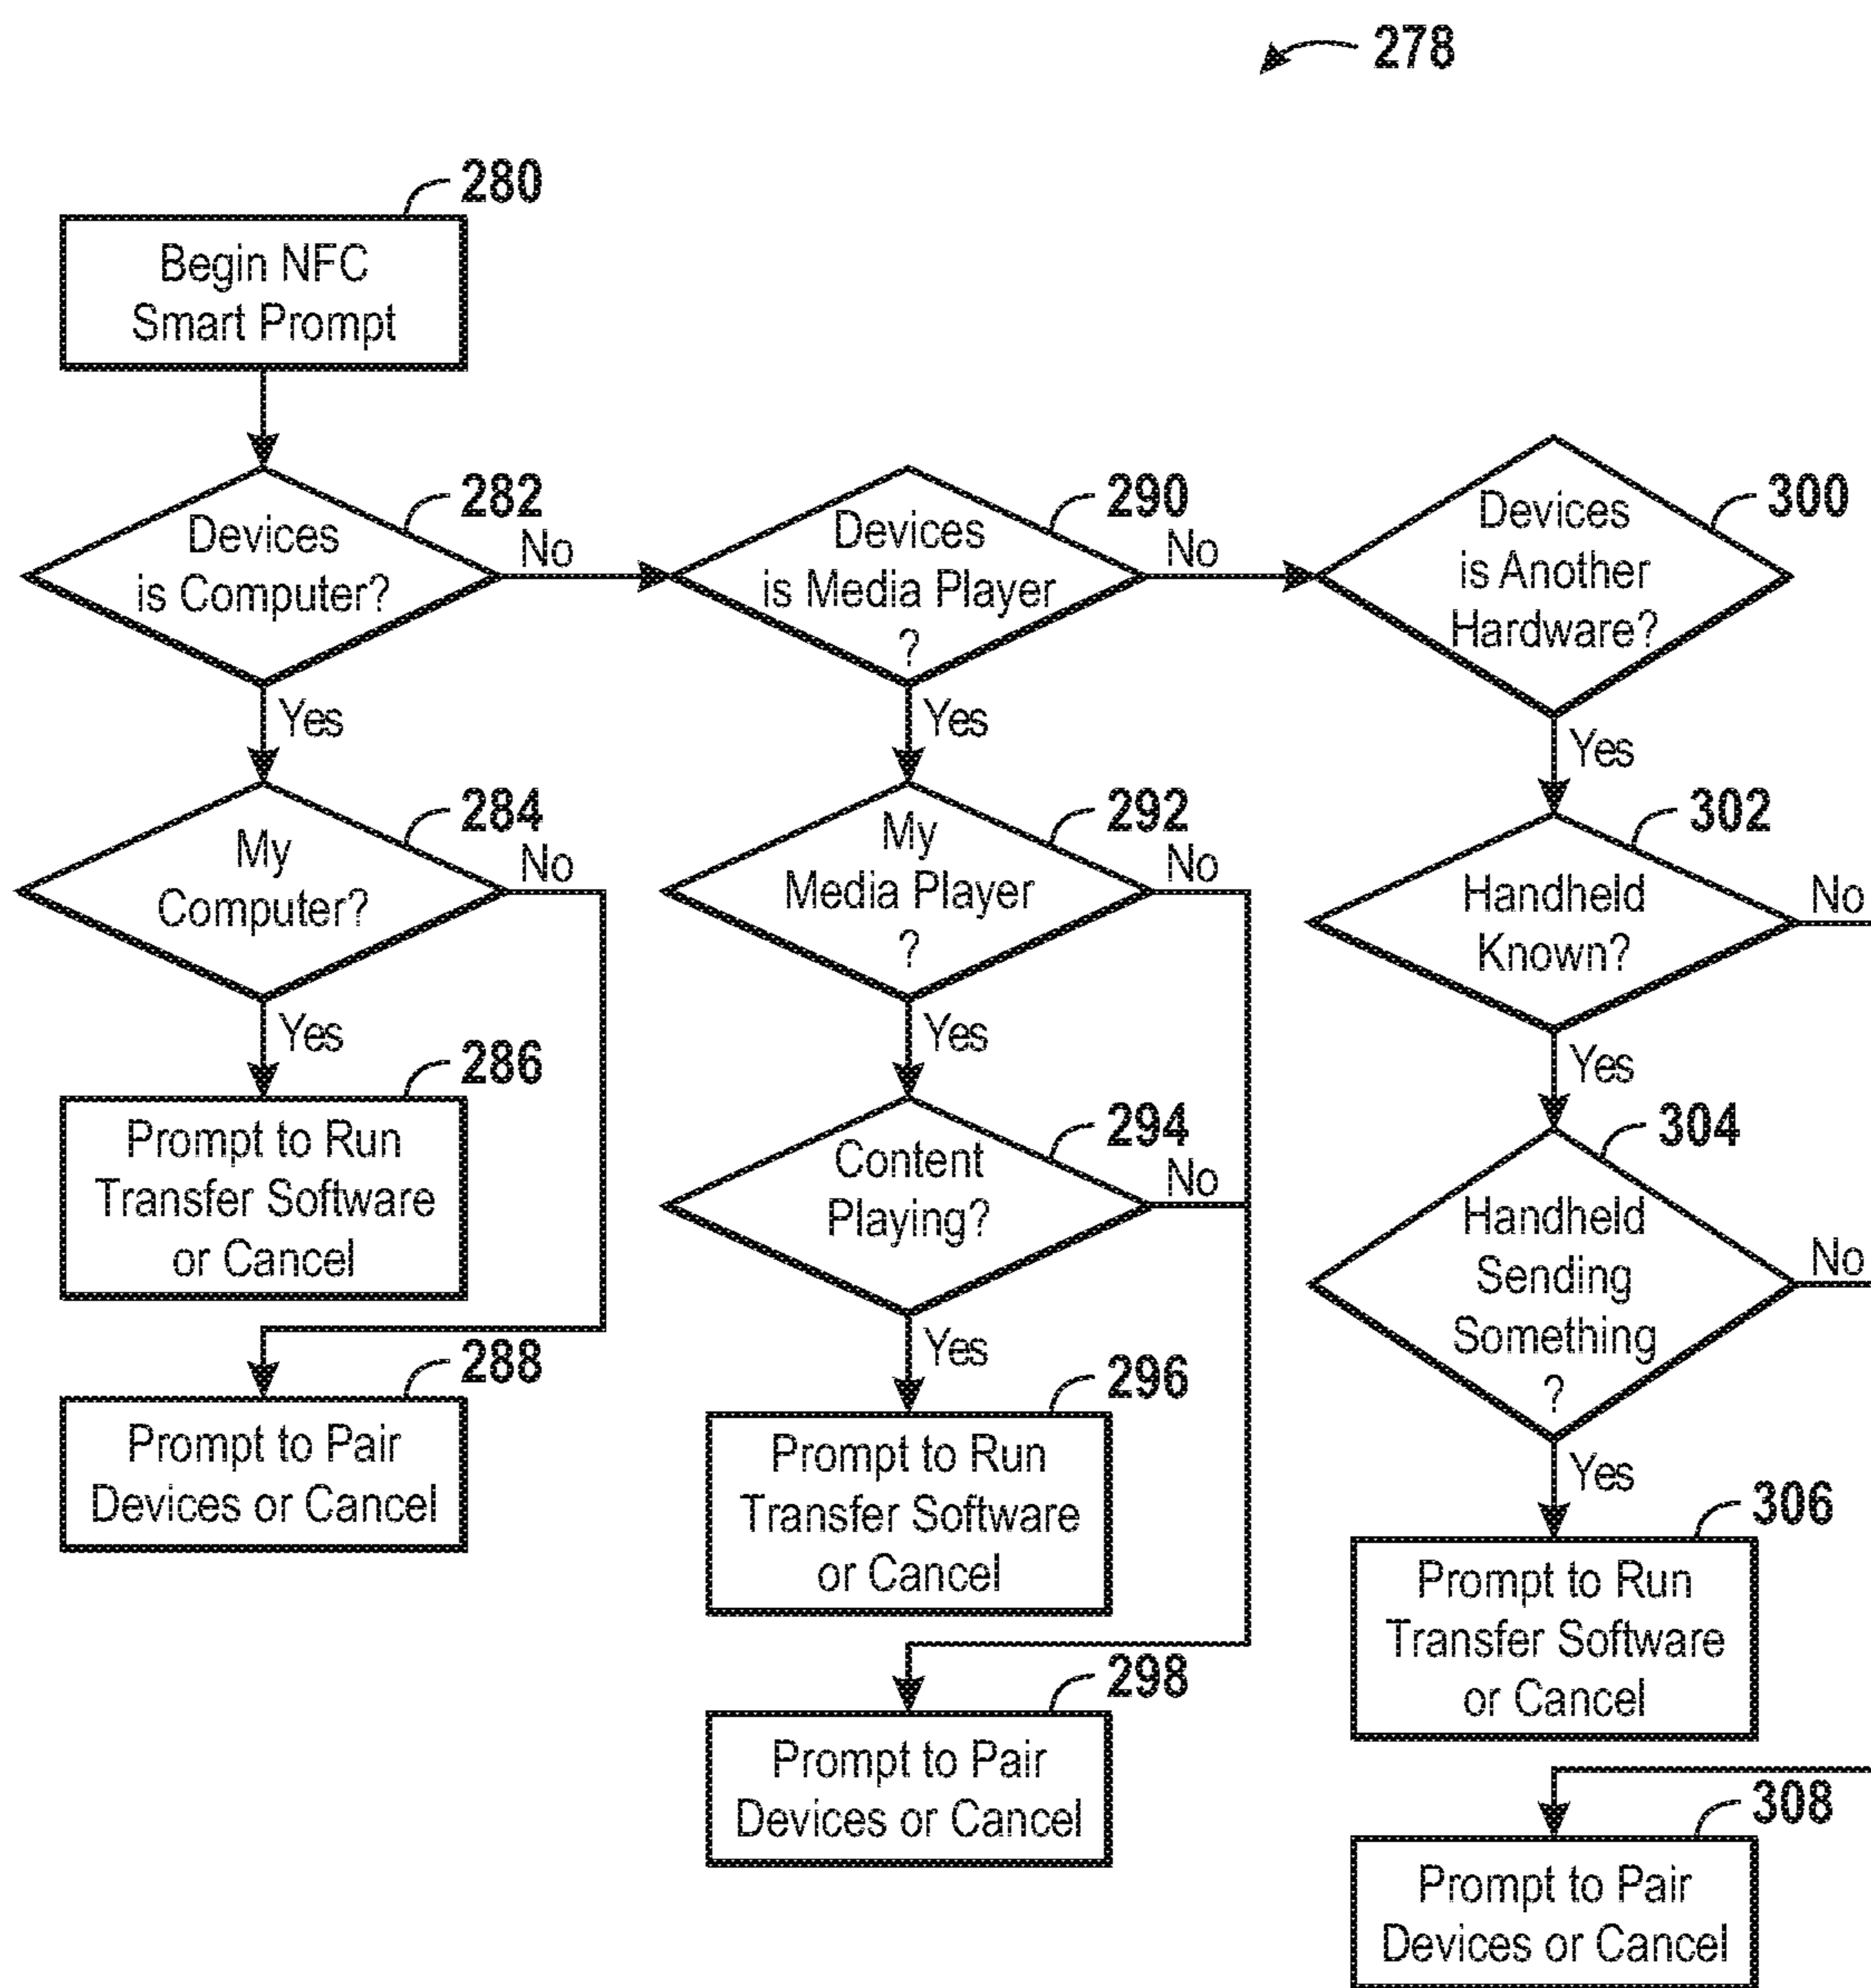 278
280
Begin NFC
Smart Prompt
282
Devices
is Computer?
No
Yes
284
My
Computer?
No
Yes
286
Prompt to Run
Transfer Software
or Cancel
288
Prompt to Pair
Devices or Cancel
290
Devices
is Media Player
?
No
Yes
292
My
Media Player
?
No
Yes
294
Content
Playing?
No
Yes
296
Prompt to Run
Transfer Software
or Cancel
298
Prompt to Pair
Devices or Cancel
300
Devices
is Another
Hardware?
Yes
302
Handheld
Known?
No
Yes
304
Handheld
Sending
Something
?
No
Yes
306
Prompt to Run
Transfer Software
or Cancel
308
Prompt to Pair
Devices or Cancel